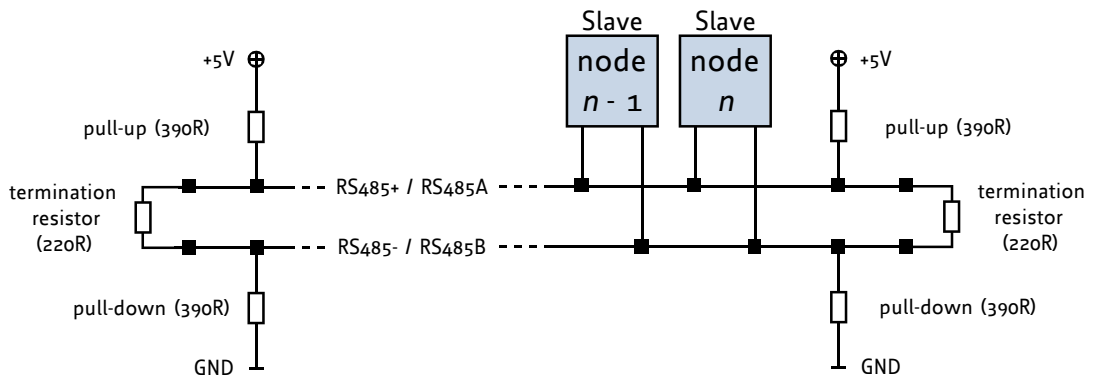 Slave
Slave
node
n - 1
node
n
+5V
+5V
pull-up (390R)
pull-up (390R)
termination
resistor
(220R)
RS485+ / RS485A
termination
resistor
(220R)
RS485- / RS485B
pull-down (390R)
pull-down (390R)
GND
GND